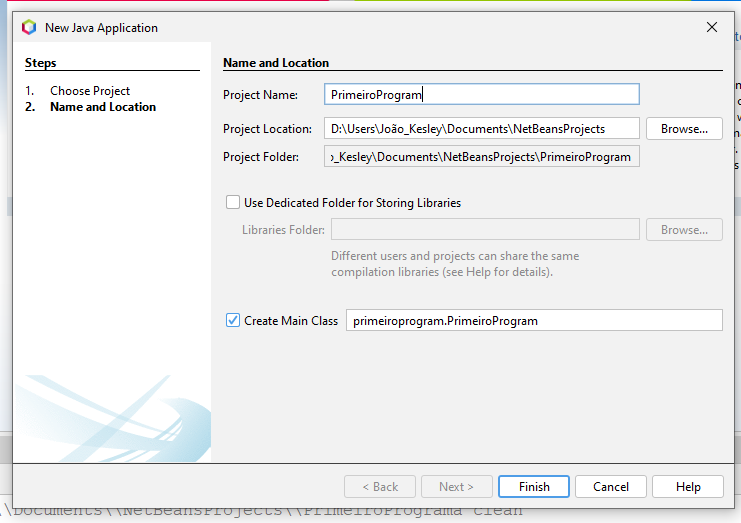 New Java Application
Steps
1. Choose Project
2. Name and Location
Name and Location
Project Name: PrimeiroProgram
Project Location: D:\Users\João_Kesley\Documents\NetBeansProjects Browse...
Project Folder: o_Kesley\Documents\NetBeansProjects\PrimeiroProgram
Use Dedicated Folder for Storing Libraries
Libraries Folder: Browse...
Different users and projects can share the same
compilation libraries (see Help for details).
Create Main Class primeiroprogram.PrimeiroProgram
< Back Next > Finish Cancel Help
.\Documents\\NetBeansProjects\\PrimeiroPrograma clean